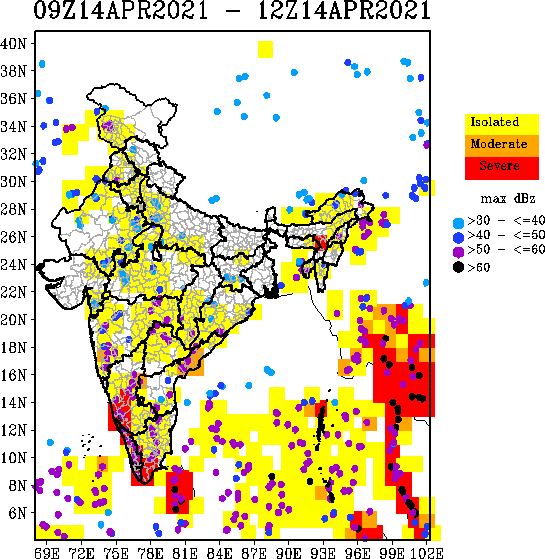 09Z14APR2021 - 12Z14APR2021
40N
38N
36N
34N
32N
30N
28N
26N
24N
22N
20N
18N
16N
14N
12N
10N
8N
6N
69E 72E 75E 78E 81E 84E 87E 90E 93E 96E 99E 102E
Isolated
Moderate
Severe
max dBz
>30 - <=40
>40 - <=50
>50 - <=60
>60